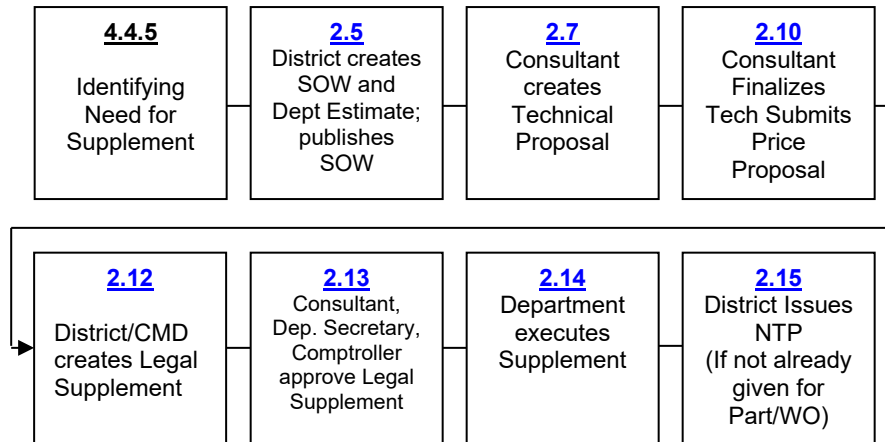 4.4.5
Identifying
Need for
Supplement
2.5
District creates
SOW and
Dept Estimate;
publishes
SOW
2.7
Consultant
creates
Technical
Proposal
2.10
Consultant
Finalizes
Tech Submits
Price
Proposal
2.12
District/CMD
creates Legal
Supplement
2.13
Consultant,
Dep. Secretary,
Comptroller
approve Legal
Supplement
2.14
Department
executes
Supplement
2.15
District Issues
NTP
(If not already
given for
Part/WO)